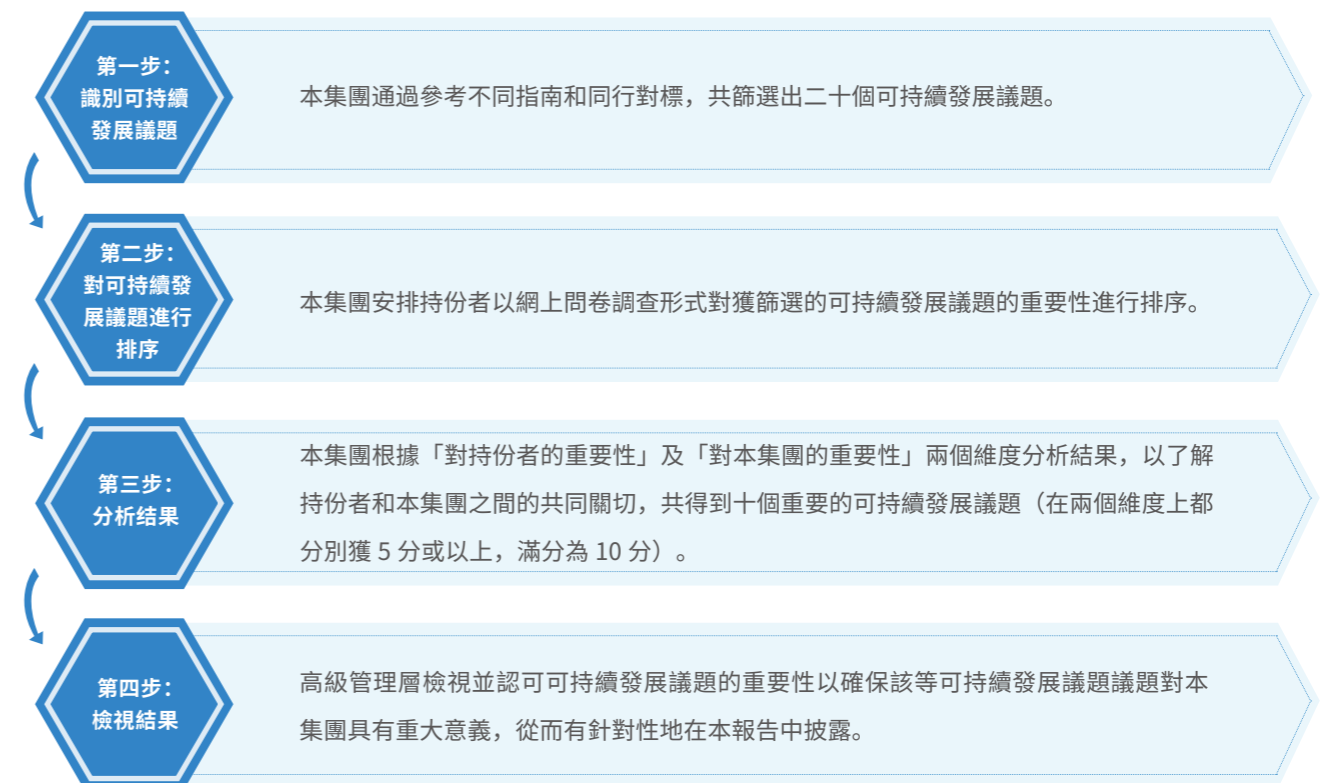 第一步：
識別可持續
發展議題
本集團通過參考不同指南和同行對標，共篩選出二十個可持續發展議題。
第二步：
對可持續發
展議題進行
排序
本集團安排持份者以網上問卷調查形式對獲篩選的可持續發展議題的重要性進行排序。
第三步：
分析结果
本集團根據「對持份者的重要性」及「對本集團的重要性」兩個維度分析結果，以了解
持份者和本集團之間的共同關切，共得到十個重要的可持續發展議題（在兩個維度上都
分別獲 5 分或以上，滿分為 10 分）。
第四步：
檢視結果
高級管理層檢視並認可可持續發展議題的重要性以確保該等可持續發展議題議題對本
集團具有重大意義，從而有針對性地在本報告中披露。